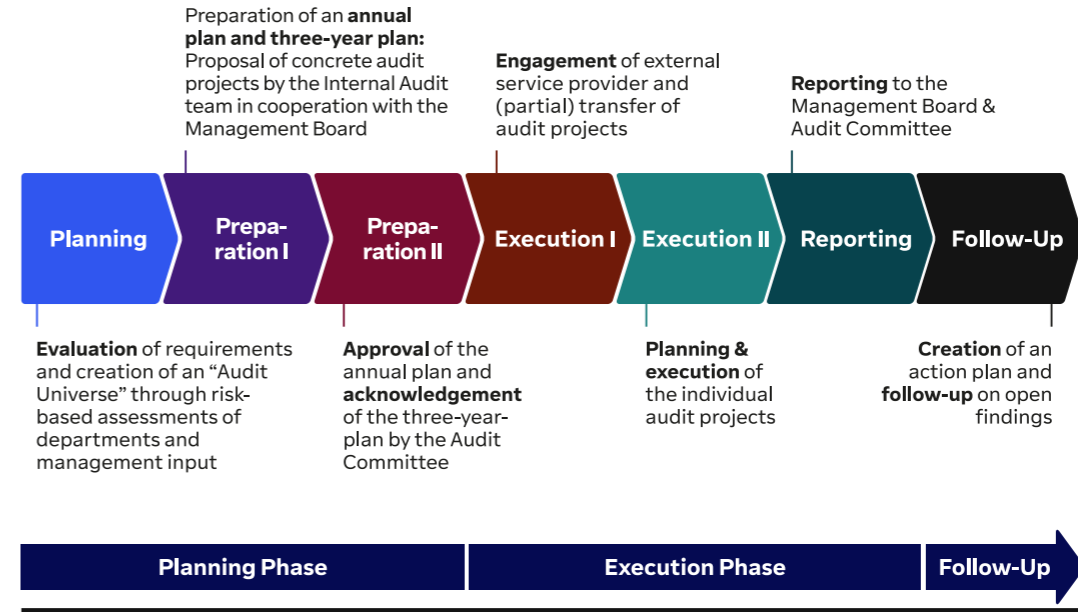 Preparation of an annual
plan and three-year plan:
Proposal of concrete audit
projects by the Internal Audit
team in cooperation with the
Management Board
Engagement of external
service provider and
(partial) transfer of
audit projects
Reporting to the
Management Board &
Audit Committee
Planning
Prepa-
ration I
Prepa-
ration II
Execution I
Execution II
Reporting
Follow-Up
Evaluation of requirements
and creation of an “Audit
Universe” through risk-
based assessments of
departments and
management input
Approval of the
annual plan and
acknowledgement
of the three-year-
plan by the Audit
Committee
Planning &
execution of
the individual
audit projects
Creation of an
action plan and
follow-up on open
findings
Planning Phase
Execution Phase
Follow-Up